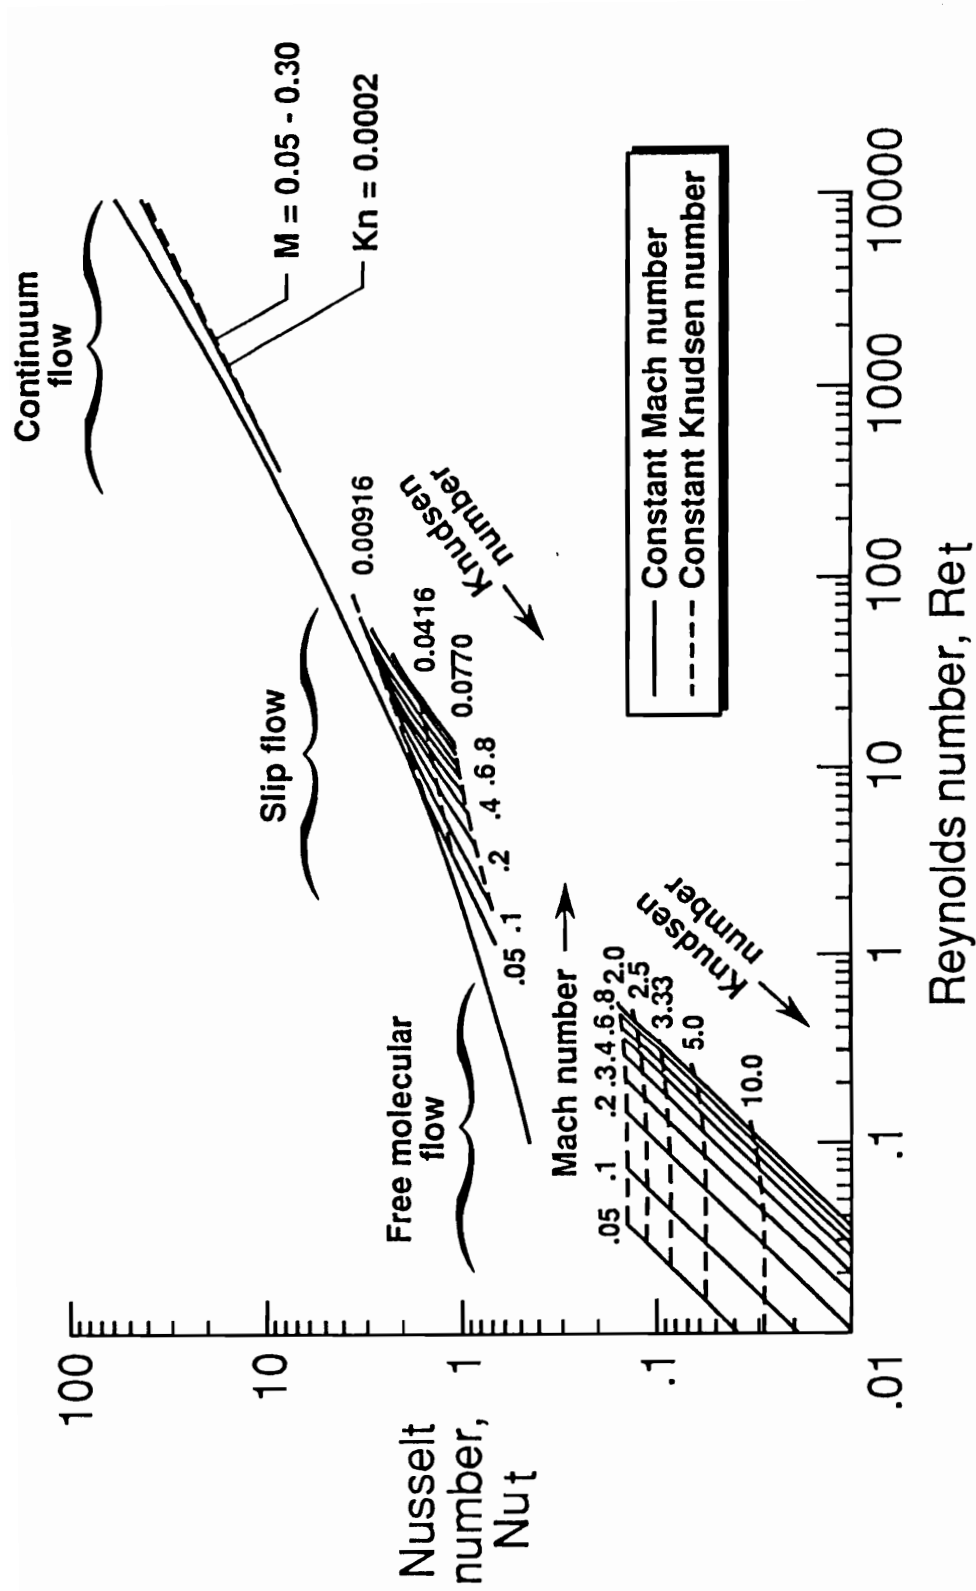 Continuum
flow
M = 0.05 - 0.30
Kn = 0.0002
Slip flow
0.00916
0.0416
0.0770
Knudsen
number
Free molecular
flow
.05
.1
.2
.4
.6
.8
Mach number
.05
.1
.2
.3
.4
.6
.8
2.0
2.5
3.33
5.0
10.0
Knudsen
number
Constant Mach number
Constant Knudsen number
100
10
1
.1
.01
Nusselt
number,
Nut
.1
1
10
100
1000
10000
Reynolds number, Ret